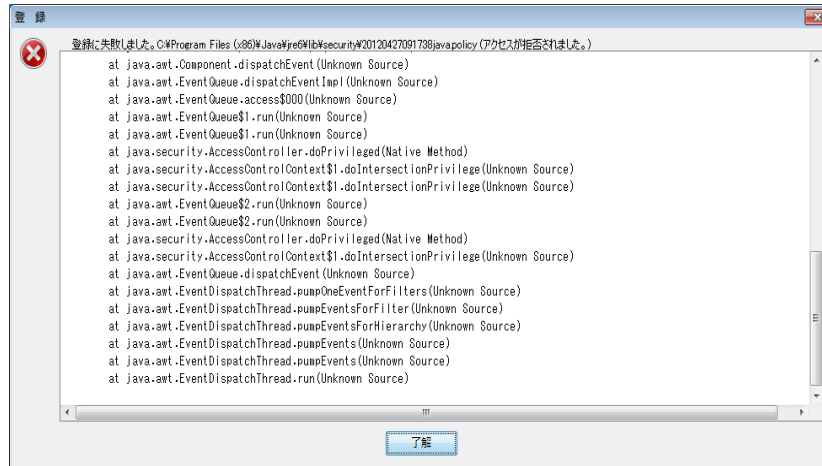 登 録
登録に失敗しました。C:¥Program Files (x86)¥Java¥jre6¥lib¥security¥20120427091738javapolicy (アクセスが拒否されました。)
at java.awt.Component.dispatchEvent(Unknown Source)
at java.awt.EventQueue.dispatchEventImpl(Unknown Source)
at java.awt.EventQueue.access$000(Unknown Source)
at java.awt.EventQueue$1.run(Unknown Source)
at java.awt.EventQueue$1.run(Unknown Source)
at java.security.AccessController.doPrivileged(Native Method)
at java.security.AccessControlContext$1.doIntersectionPrivilege(Unknown Source)
at java.security.AccessControlContext$1.doIntersectionPrivilege(Unknown Source)
at java.awt.EventQueue$2.run(Unknown Source)
at java.awt.EventQueue$2.run(Unknown Source)
at java.security.AccessController.doPrivileged(Native Method)
at java.security.AccessControlContext$1.doIntersectionPrivilege(Unknown Source)
at java.awt.EventQueue.dispatchEvent(Unknown Source)
at java.awt.EventDispatchThread.pumpOneEventForFilters(Unknown Source)
at java.awt.EventDispatchThread.pumpEventsForFilter(Unknown Source)
at java.awt.EventDispatchThread.pumpEventsForHierarchy(Unknown Source)
at java.awt.EventDispatchThread.pumpEvents(Unknown Source)
at java.awt.EventDispatchThread.pumpEvents(Unknown Source)
at java.awt.EventDispatchThread.run(Unknown Source)
了解